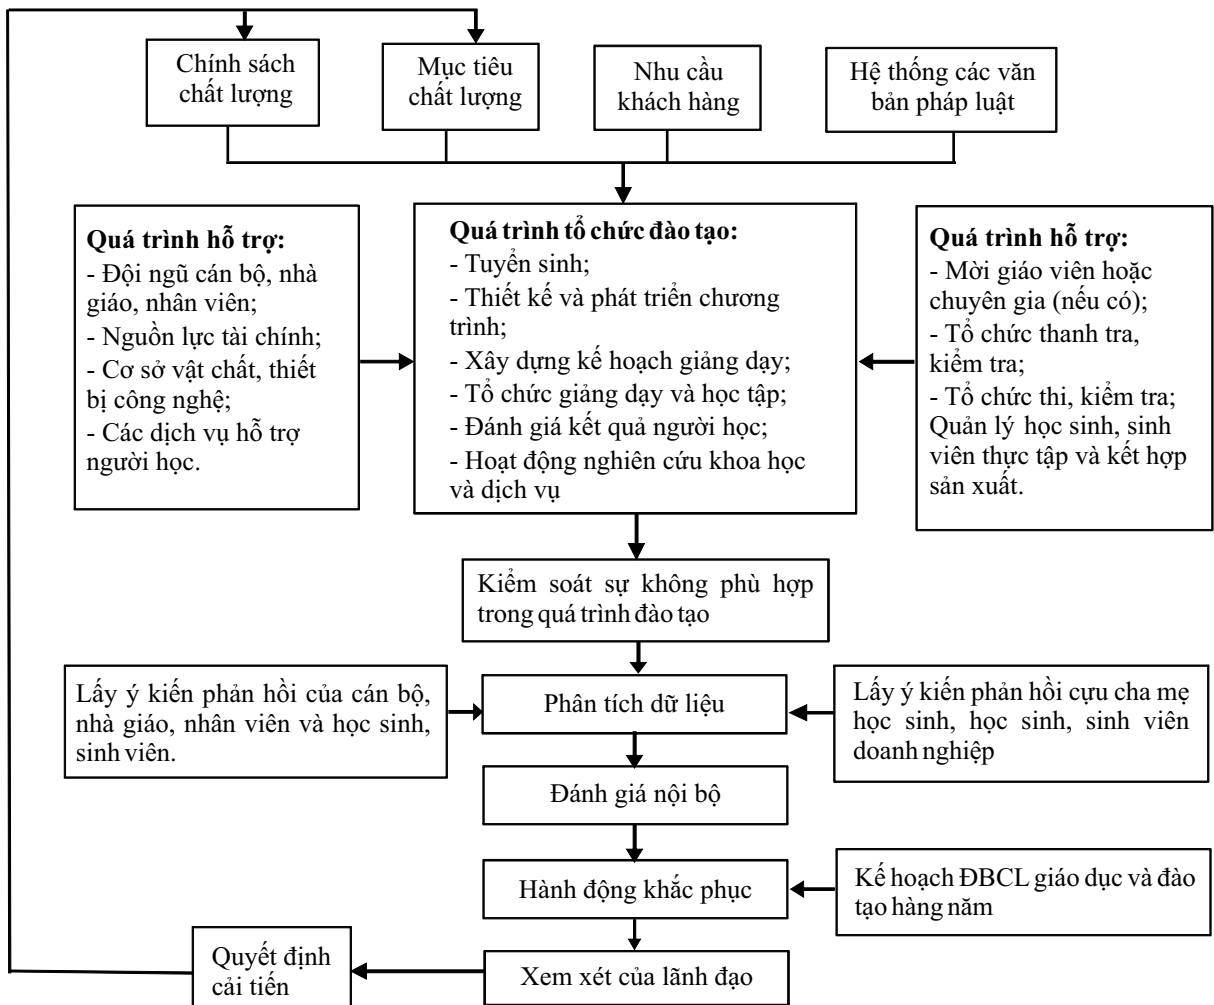 Chính sách
chất lượng
Mục tiêu
chất lượng
Nhu cầu
khách hàng
Hệ thống các văn
bản pháp luật
Quá trình hỗ trợ:
- Đội ngũ cán bộ, nhà
giáo, nhân viên;
- Nguồn lực tài chính;
- Cơ sở vật chất, thiết
bị công nghệ;
- Các dịch vụ hỗ trợ
người học.
Quá trình tổ chức đào tạo:
- Tuyển sinh;
- Thiết kế và phát triển chương
trình;
- Xây dựng kế hoạch giảng dạy;
- Tổ chức giảng dạy và học tập;
- Đánh giá kết quả người học;
- Hoạt động nghiên cứu khoa học
và dịch vụ
Quá trình hỗ trợ:
- Mời giáo viên hoặc
chuyên gia (nếu có);
- Tổ chức thanh tra,
kiểm tra;
- Tổ chức thi, kiểm tra;
Quản lý học sinh, sinh
viên thực tập và kết hợp
sản xuất.
Kiểm soát sự không phù hợp
trong quá trình đào tạo
Lấy ý kiến phản hồi của cán bộ,
nhà giáo, nhân viên và học sinh,
sinh viên.
Phân tích dữ liệu
Lấy ý kiến phản hồi cựu cha mẹ
học sinh, học sinh, sinh viên
doanh nghiệp
Đánh giá nội bộ
Hành động khắc phục
Kế hoạch ĐBCL giáo dục và đào
tạo hàng năm
Quyết định
cải tiến
Xem xét của lãnh đạo